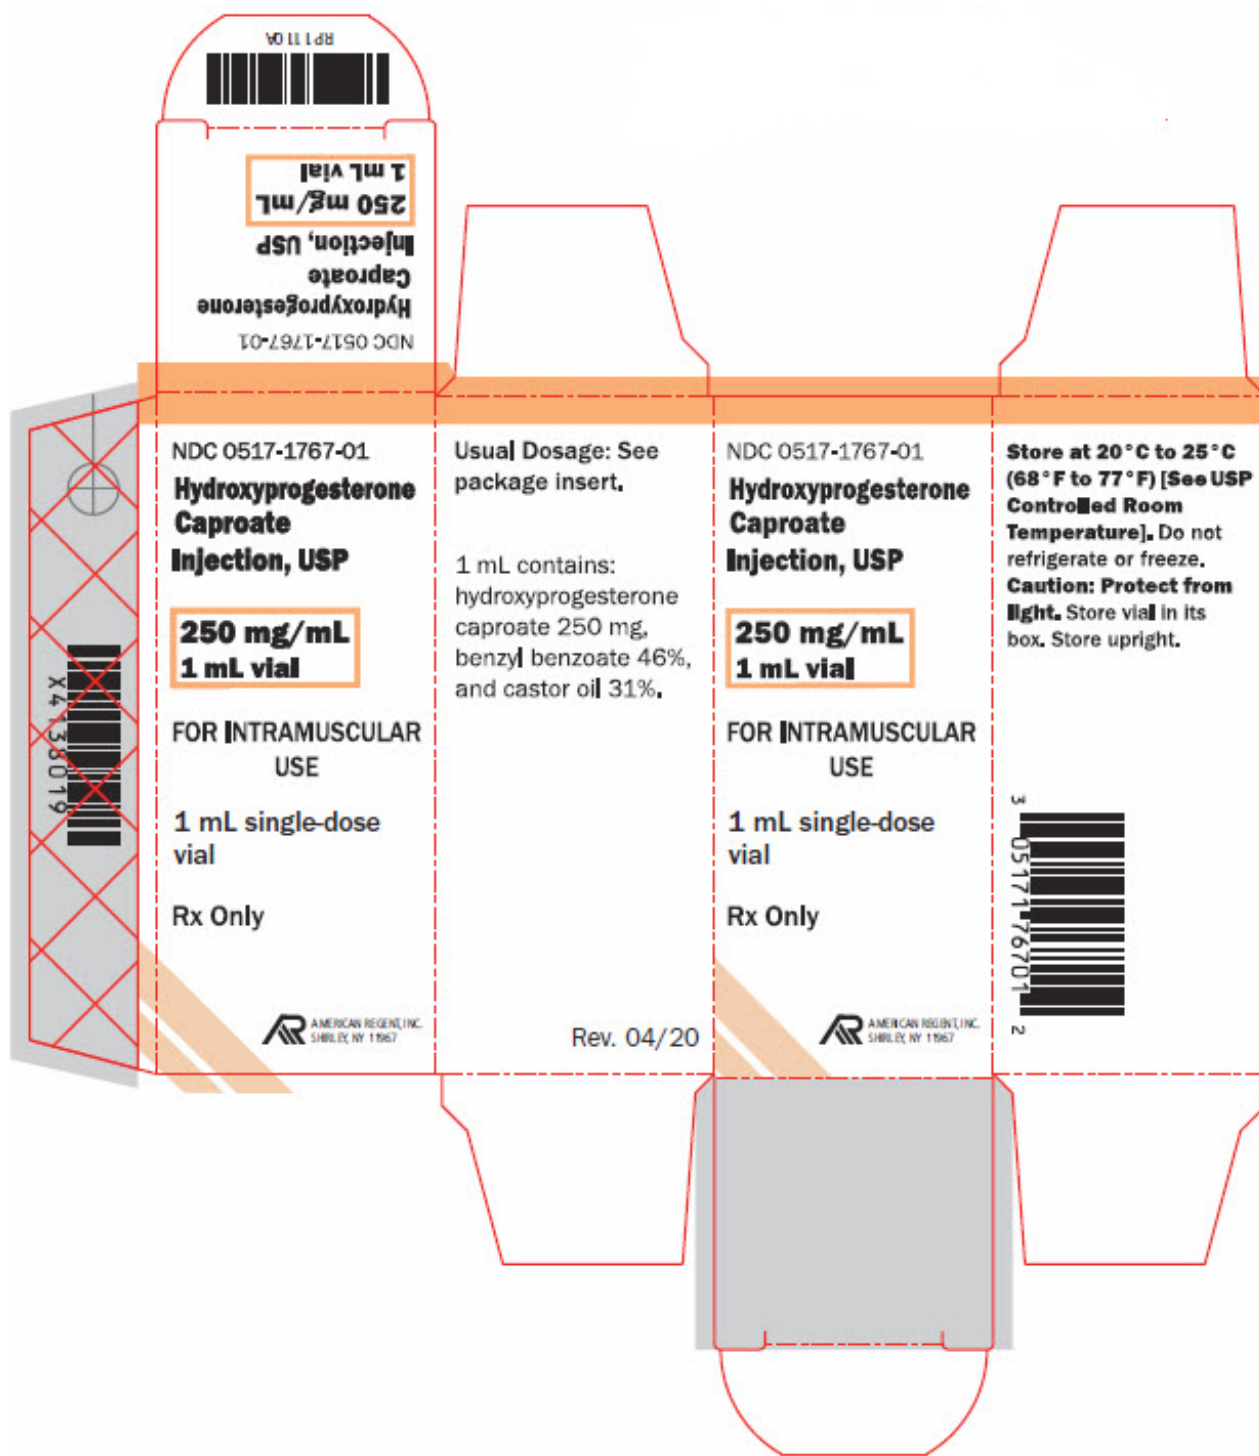 RP110A
NDC 0517-1767-01
Hydroxyprogesterone
Caproate
Injection, USP
250 mg/mL
1 mL vial
X4138019
NDC 0517-1767-01
Hydroxyprogesterone
Caproate
Injection, USP
250 mg/mL
1 mL vial
FOR INTRAMUSCULAR
USE
1 mL single-dose
vial
Rx Only
AMERICAN REGENT, INC.
SHIRLEY, NY 11967
Usual Dosage: See
package insert.
1 mL contains:
hydroxyprogesterone
caproate 250 mg,
benzyl benzoate 46%,
and castor oil 31%.
Rev. 04/20
NDC 0517-1767-01
Hydroxyprogesterone
Caproate
Injection, USP
250 mg/mL
1 mL vial
FOR INTRAMUSCULAR
USE
1 mL single-dose
vial
Rx Only
AMERICAN REGENT, INC.
SHIRLEY, NY 11967
Store at 20°C to 25°C
(68°F to 77°F) [See USP
Controlled Room
Temperature]. Do not
refrigerate or freeze.
Caution: Protect from
light. Store vial in its
box. Store upright.
3 05171 76701 2